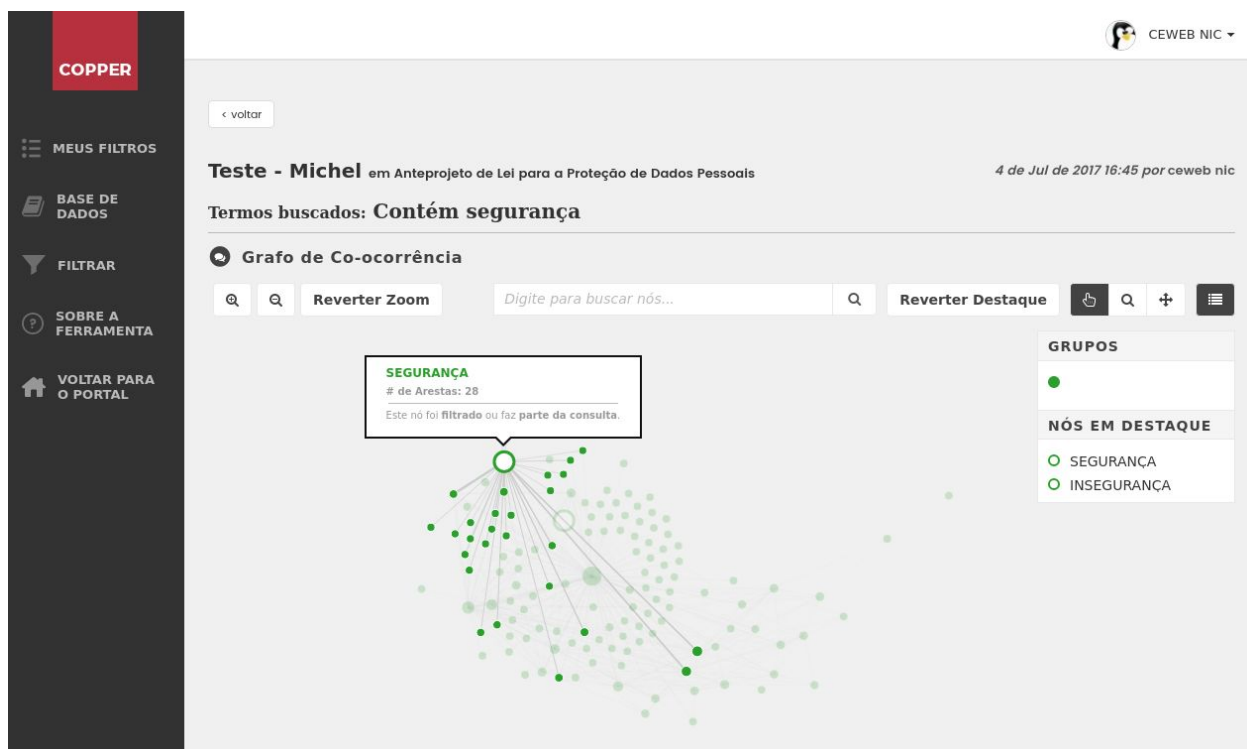 COPPER
CEWEB NIC
MEUS FILTROS
BASE DE
DADOS
FILTRAR
SOBRE A
FERRAMENTA
VOLTAR PARA
O PORTAL
‹ voltar
Teste - Michel em Anteprojeto de Lei para a Proteção de Dados Pessoais
4 de Jul de 2017 16:45 por ceweb nic
Termos buscados: Contém segurança
Grafo de Co-ocorrência
Reverter Zoom
Digite para buscar nós...
Reverter Destaque
SEGURANÇA
# de Arestas: 28
Este nó foi filtrado ou faz parte da consulta.
GRUPOS
NÓS EM DESTAQUE
SEGURANÇA
INSEGURANÇA